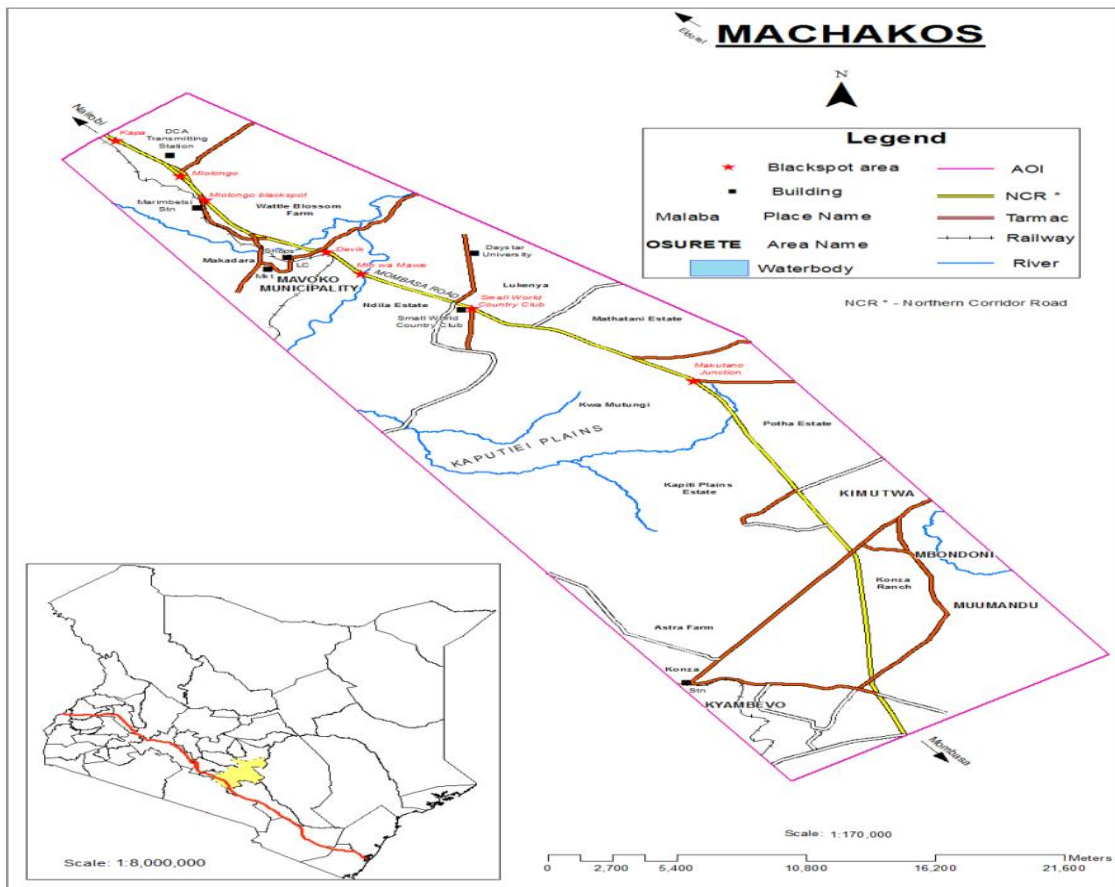 Eldoret
MACHAKOS
N
Nairobi
Kapa
DCA
Transmitting
Station
Mlolongo
Mlolongo blackspot
Marimbeti
Stn
Wattle Blossom
Farm
Makadara
Shops
LC
Mkt
MAVOKO
MUNICIPALITY
Devik
Mto wa Mawe
MOMBASA ROAD
Ndila Estate
Daystar
University
Lukenya
Small World
Country Club
Small World
Country Club
Mathatani Estate
Makutano
Junction
Kwa Mutungi
KAPUTIEI PLAINS
Potha Estate
Kapiti Plains
Estate
KIMUTWA
MBONDONI
Konza
Ranch
MUUMANDU
Astra Farm
Konza
Stn
KYAMBEVO
Mombasa
Legend
Blackspot area
Building
Malaba Place Name
OSURETE Area Name
Waterbody
AOI
NCR *
Tarmac
Railway
River
NCR * - Northern Corridor Road
Scale: 1:8,000,000
Scale: 1:170,000
Meters
0 2,700 5,400 10,800 16,200 21,600